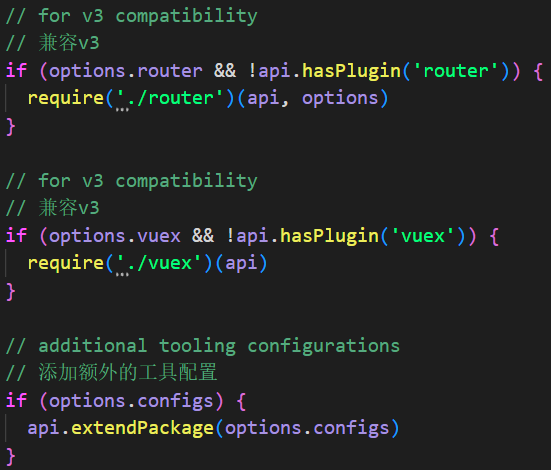 // for v3 compatibility
// 兼容v3
if (options.router && !api.hasPlugin('router')) {
  require('./router')(api, options)
}
// for v3 compatibility
// 兼容v3
if (options.vuex && !api.hasPlugin('vuex')) {
  require('./vuex')(api)
}
// additional tooling configurations
// 添加额外的工具配置
if (options.configs) {
  api.extendPackage(options.configs)
}